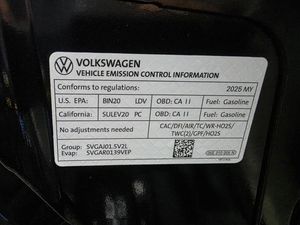 VOLKSWAGEN
VEHICLE EMISSION CONTROL INFORMATION
Conforms to regulations: 2025 MY
U.S. EPA: BIN20 LDV OBD: CA II Fuel: Gasoline
California: SULEV20 PC OBD: CA II Fuel: Gasoline
No adjustments needed CAC/DFI/AIR/TC/WR-HO2S/
TWC(2)/GPF/HO2S
Group: SVGAJ01.5V2L
Evap: SVGAR0139VEP